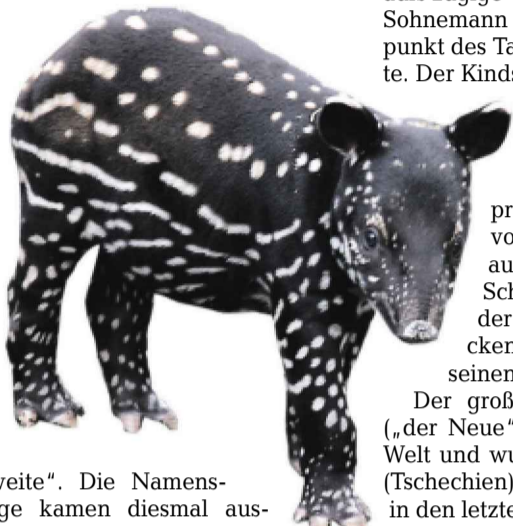 Sohnemann
punkt des Ta
te. Der Kinds
pr
vo
au
Sch
der
cken
seinen
Der groß
(„der Neue“
Welt und wu
(Tschechien)
in den letzte
weite“. Die Namens-
ge kamen diesmal aus-